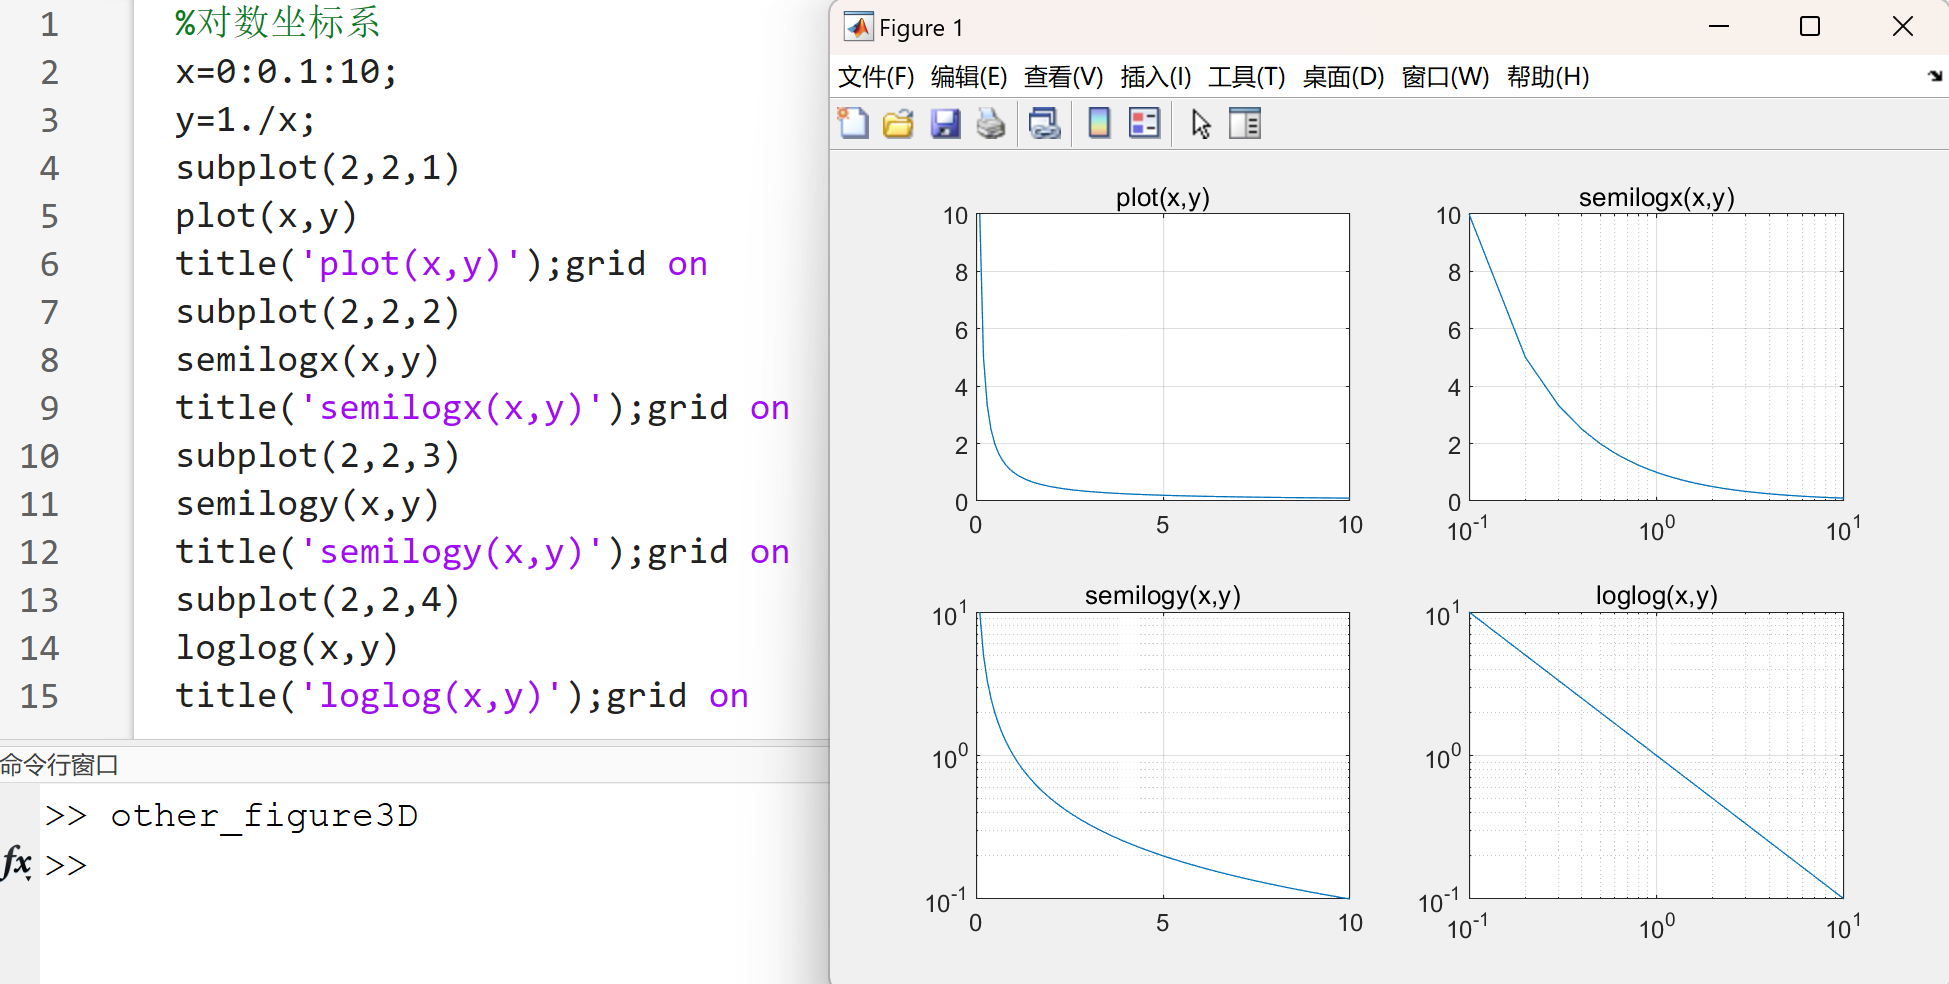 1 %对数坐标系
2 x=0:0.1:10;
3 y=1./x;
4 subplot(2,2,1)
5 plot(x,y)
6 title('plot(x,y)');grid on
7 subplot(2,2,2)
8 semilogx(x,y)
9 title('semilogx(x,y)');grid on
10 subplot(2,2,3)
11 semilogy(x,y)
12 title('semilogy(x,y)');grid on
13 subplot(2,2,4)
14 loglog(x,y)
15 title('loglog(x,y)');grid on
命令行窗口
>> other_figure3D
fx >>
Figure 1
文件(F) 编辑(E) 查看(V) 插入(I) 工具(T) 桌面(D) 窗口(W) 帮助(H)
plot(x,y)
10
8
6
4
2
0
0 5 10
semilogx(x,y)
10
8
6
4
2
0
10^-1 10^0 10^1
semilogy(x,y)
10^1
10^0
10^-1
0 5 10
loglog(x,y)
10^1
10^0
10^-1
10^-1 10^0 10^1